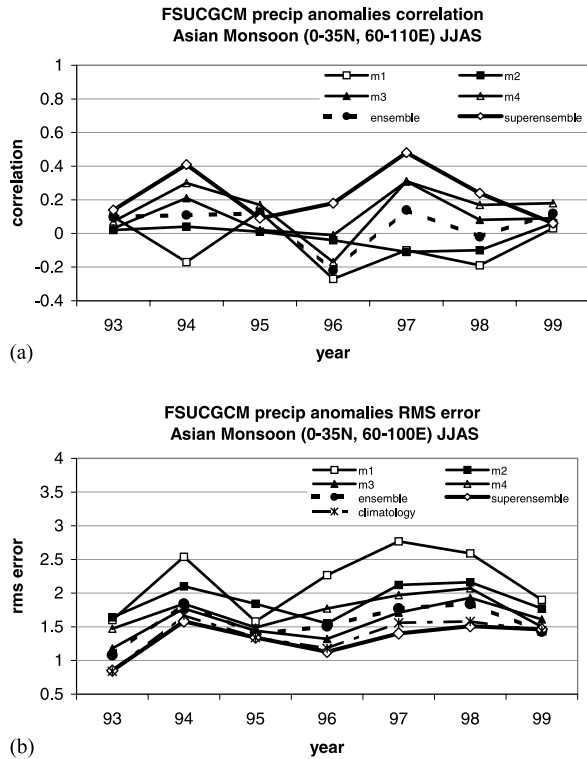 FSUCGCM precip anomalies correlation
Asian Monsoon (0-35N, 60-110E) JJAS
1
0.8
0.6
0.4
0.2
0
-0.2
-0.4
correlation
m1
m2
m3
m4
ensemble
superensemble
93 94 95 96 97 98 99
year
(a)
FSUCGCM precip anomalies RMS error
Asian Monsoon (0-35N, 60-100E) JJAS
4
3.5
3
2.5
2
1.5
1
0.5
rms error
m1
m2
m3
m4
ensemble
superensemble
climatology
93 94 95 96 97 98 99
year
(b)